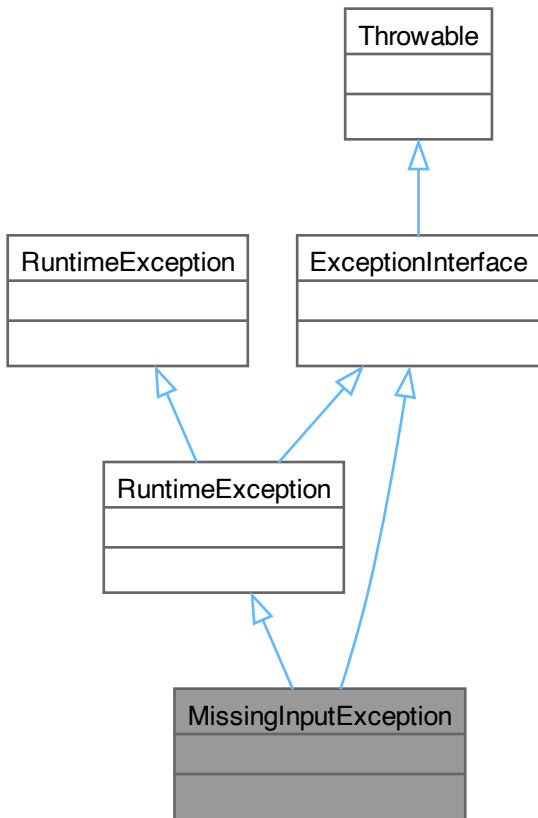 Throwable
RuntimeException
ExceptionInterface
RuntimeException
MissingInputException